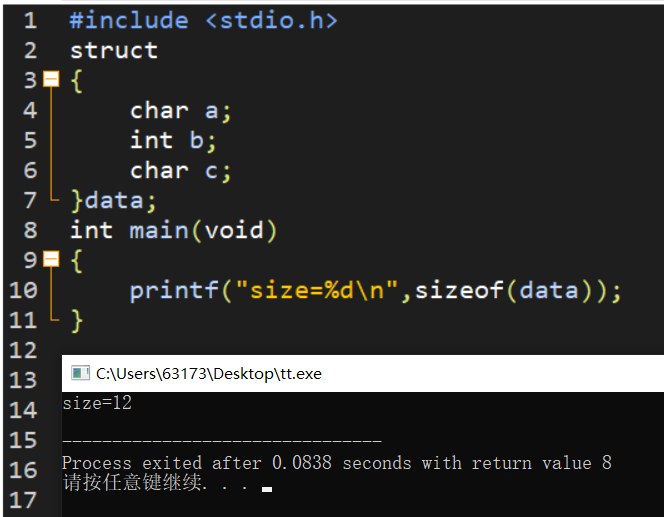 1 #include <stdio.h>
2 struct
3 {
4 char a;
5 int b;
6 char c;
7 }data;
8 int main(void)
9 {
10 printf("size=%d\n",sizeof(data));
11 }
12
13
14
15
16
17
C:\Users\63173\Desktop\tt.exe
size=12
--------------------------------
Process exited after 0.0838 seconds with return value 8
请按任意键继续. . .